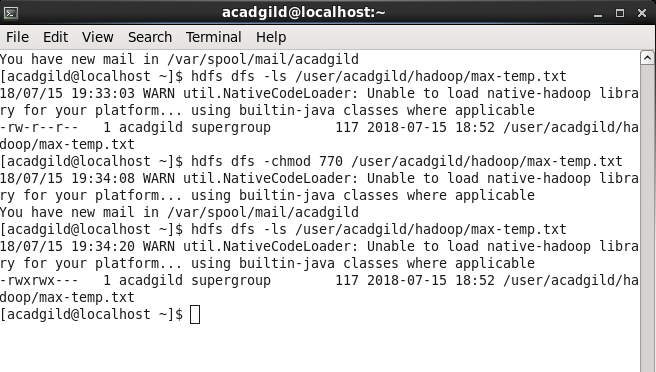 acadgild@localhost:~
File Edit View Search Terminal Help
You have new mail in /var/spool/mail/acadgild
[acadgild@localhost ~]$ hdfs dfs -ls /user/acadgild/hadoop/max-temp.txt
18/07/15 19:33:03 WARN util.NativeCodeLoader: Unable to load native-hadoop libra
ry for your platform... using builtin-java classes where applicable
-rw-r--r--   1 acadgild supergroup        117 2018-07-15 18:52 /user/acadgild/ha
doop/max-temp.txt
[acadgild@localhost ~]$ hdfs dfs -chmod 770 /user/acadgild/hadoop/max-temp.txt
18/07/15 19:34:08 WARN util.NativeCodeLoader: Unable to load native-hadoop libra
ry for your platform... using builtin-java classes where applicable
You have new mail in /var/spool/mail/acadgild
[acadgild@localhost ~]$ hdfs dfs -ls /user/acadgild/hadoop/max-temp.txt
18/07/15 19:34:20 WARN util.NativeCodeLoader: Unable to load native-hadoop libra
ry for your platform... using builtin-java classes where applicable
-rwxrwx---   1 acadgild supergroup        117 2018-07-15 18:52 /user/acadgild/ha
doop/max-temp.txt
[acadgild@localhost ~]$